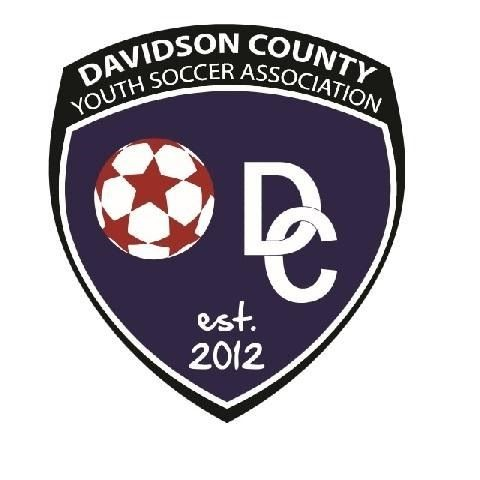 DAVIDSON COUNTY
YOUTH SOCCER ASSOCIATION
DC
est.
2012